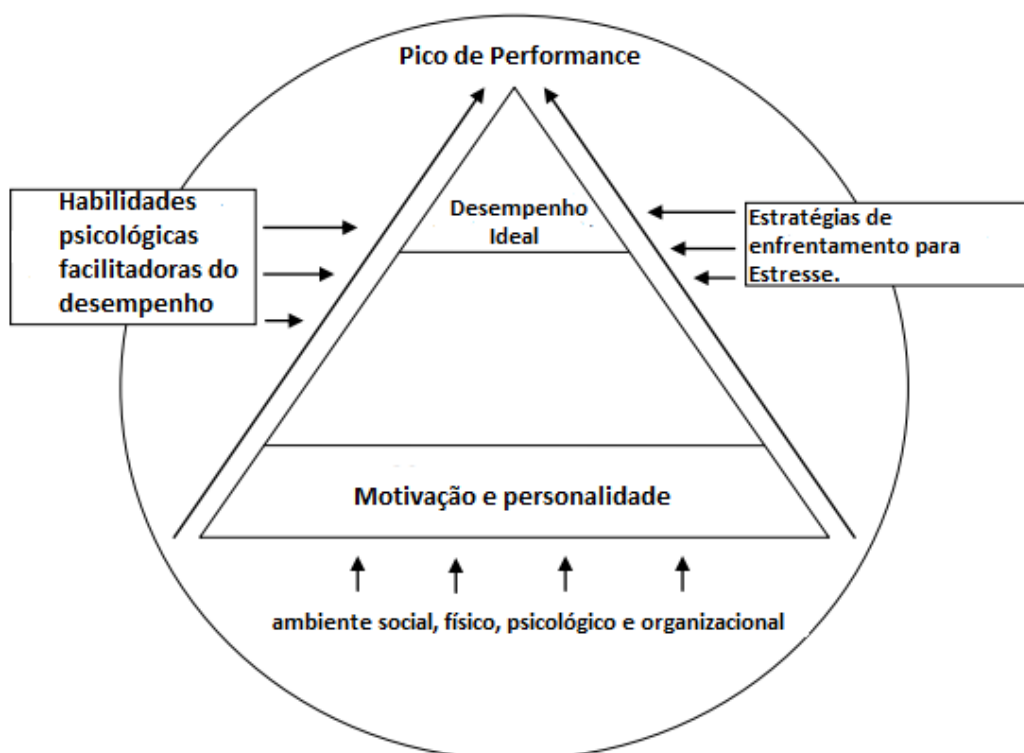 Pico de Performance
Habilidades
psicológicas
facilitadoras do
desempenho
Desempenho
Ideal
Estratégias de
enfrentamento para
Estresse.
Motivação e personalidade
ambiente social, físico, psicológico e organizacional